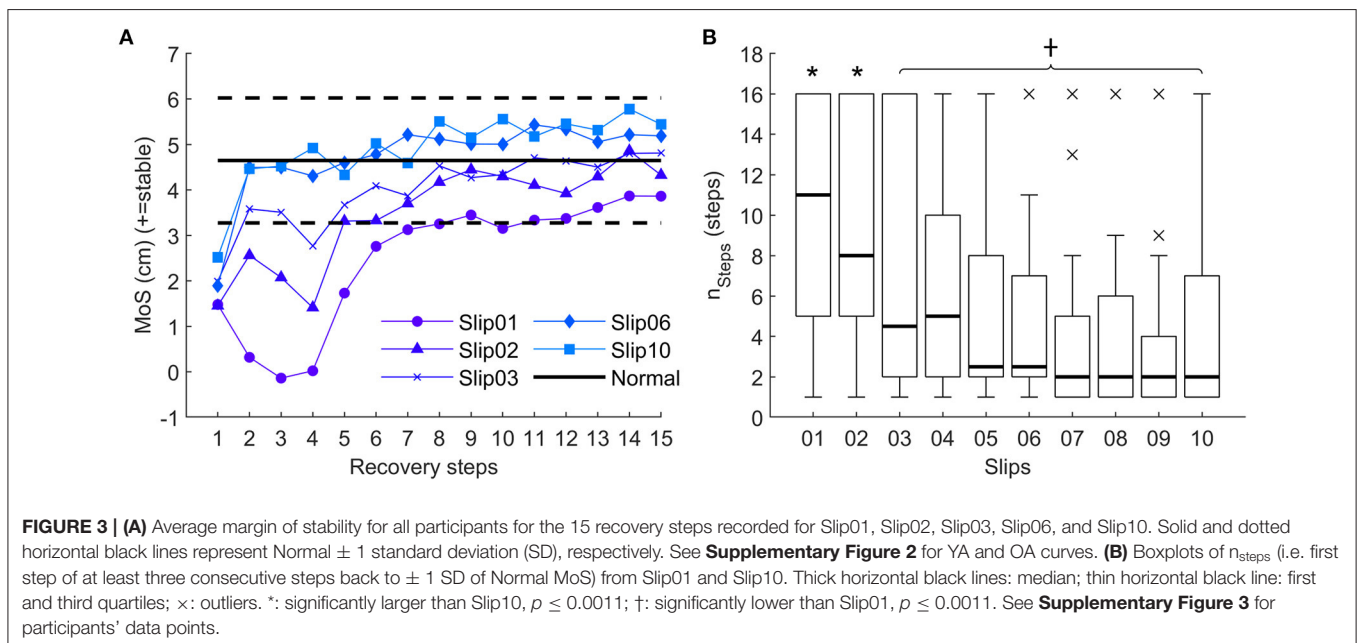 A
7
6
5
4
3
2
1
0
-1
MoS (cm) (+=stable)
Slip01
Slip02
Slip03
Slip06
Slip10
Normal
1 2 3 4 5 6 7 8 9 10 11 12 13 14 15
Recovery steps
B
18
16
14
12
10
8
6
4
2
0
nSteps (steps)
* *
†
01 02 03 04 05 06 07 08 09 10
Slips
FIGURE 3 | (A) Average margin of stability for all participants for the 15 recovery steps recorded for Slip01, Slip02, Slip03, Slip06, and Slip10. Solid and dotted
horizontal black lines represent Normal ± 1 standard deviation (SD), respectively. See Supplementary Figure 2 for YA and OA curves. (B) Boxplots of nsteps (i.e. first
step of at least three consecutive steps back to ± 1 SD of Normal MoS) from Slip01 and Slip10. Thick horizontal black lines: median; thin horizontal black line: first
and third quartiles; ×: outliers. *: significantly larger than Slip10, p ≤ 0.0011; †: significantly lower than Slip01, p ≤ 0.0011. See Supplementary Figure 3 for
participants' data points.